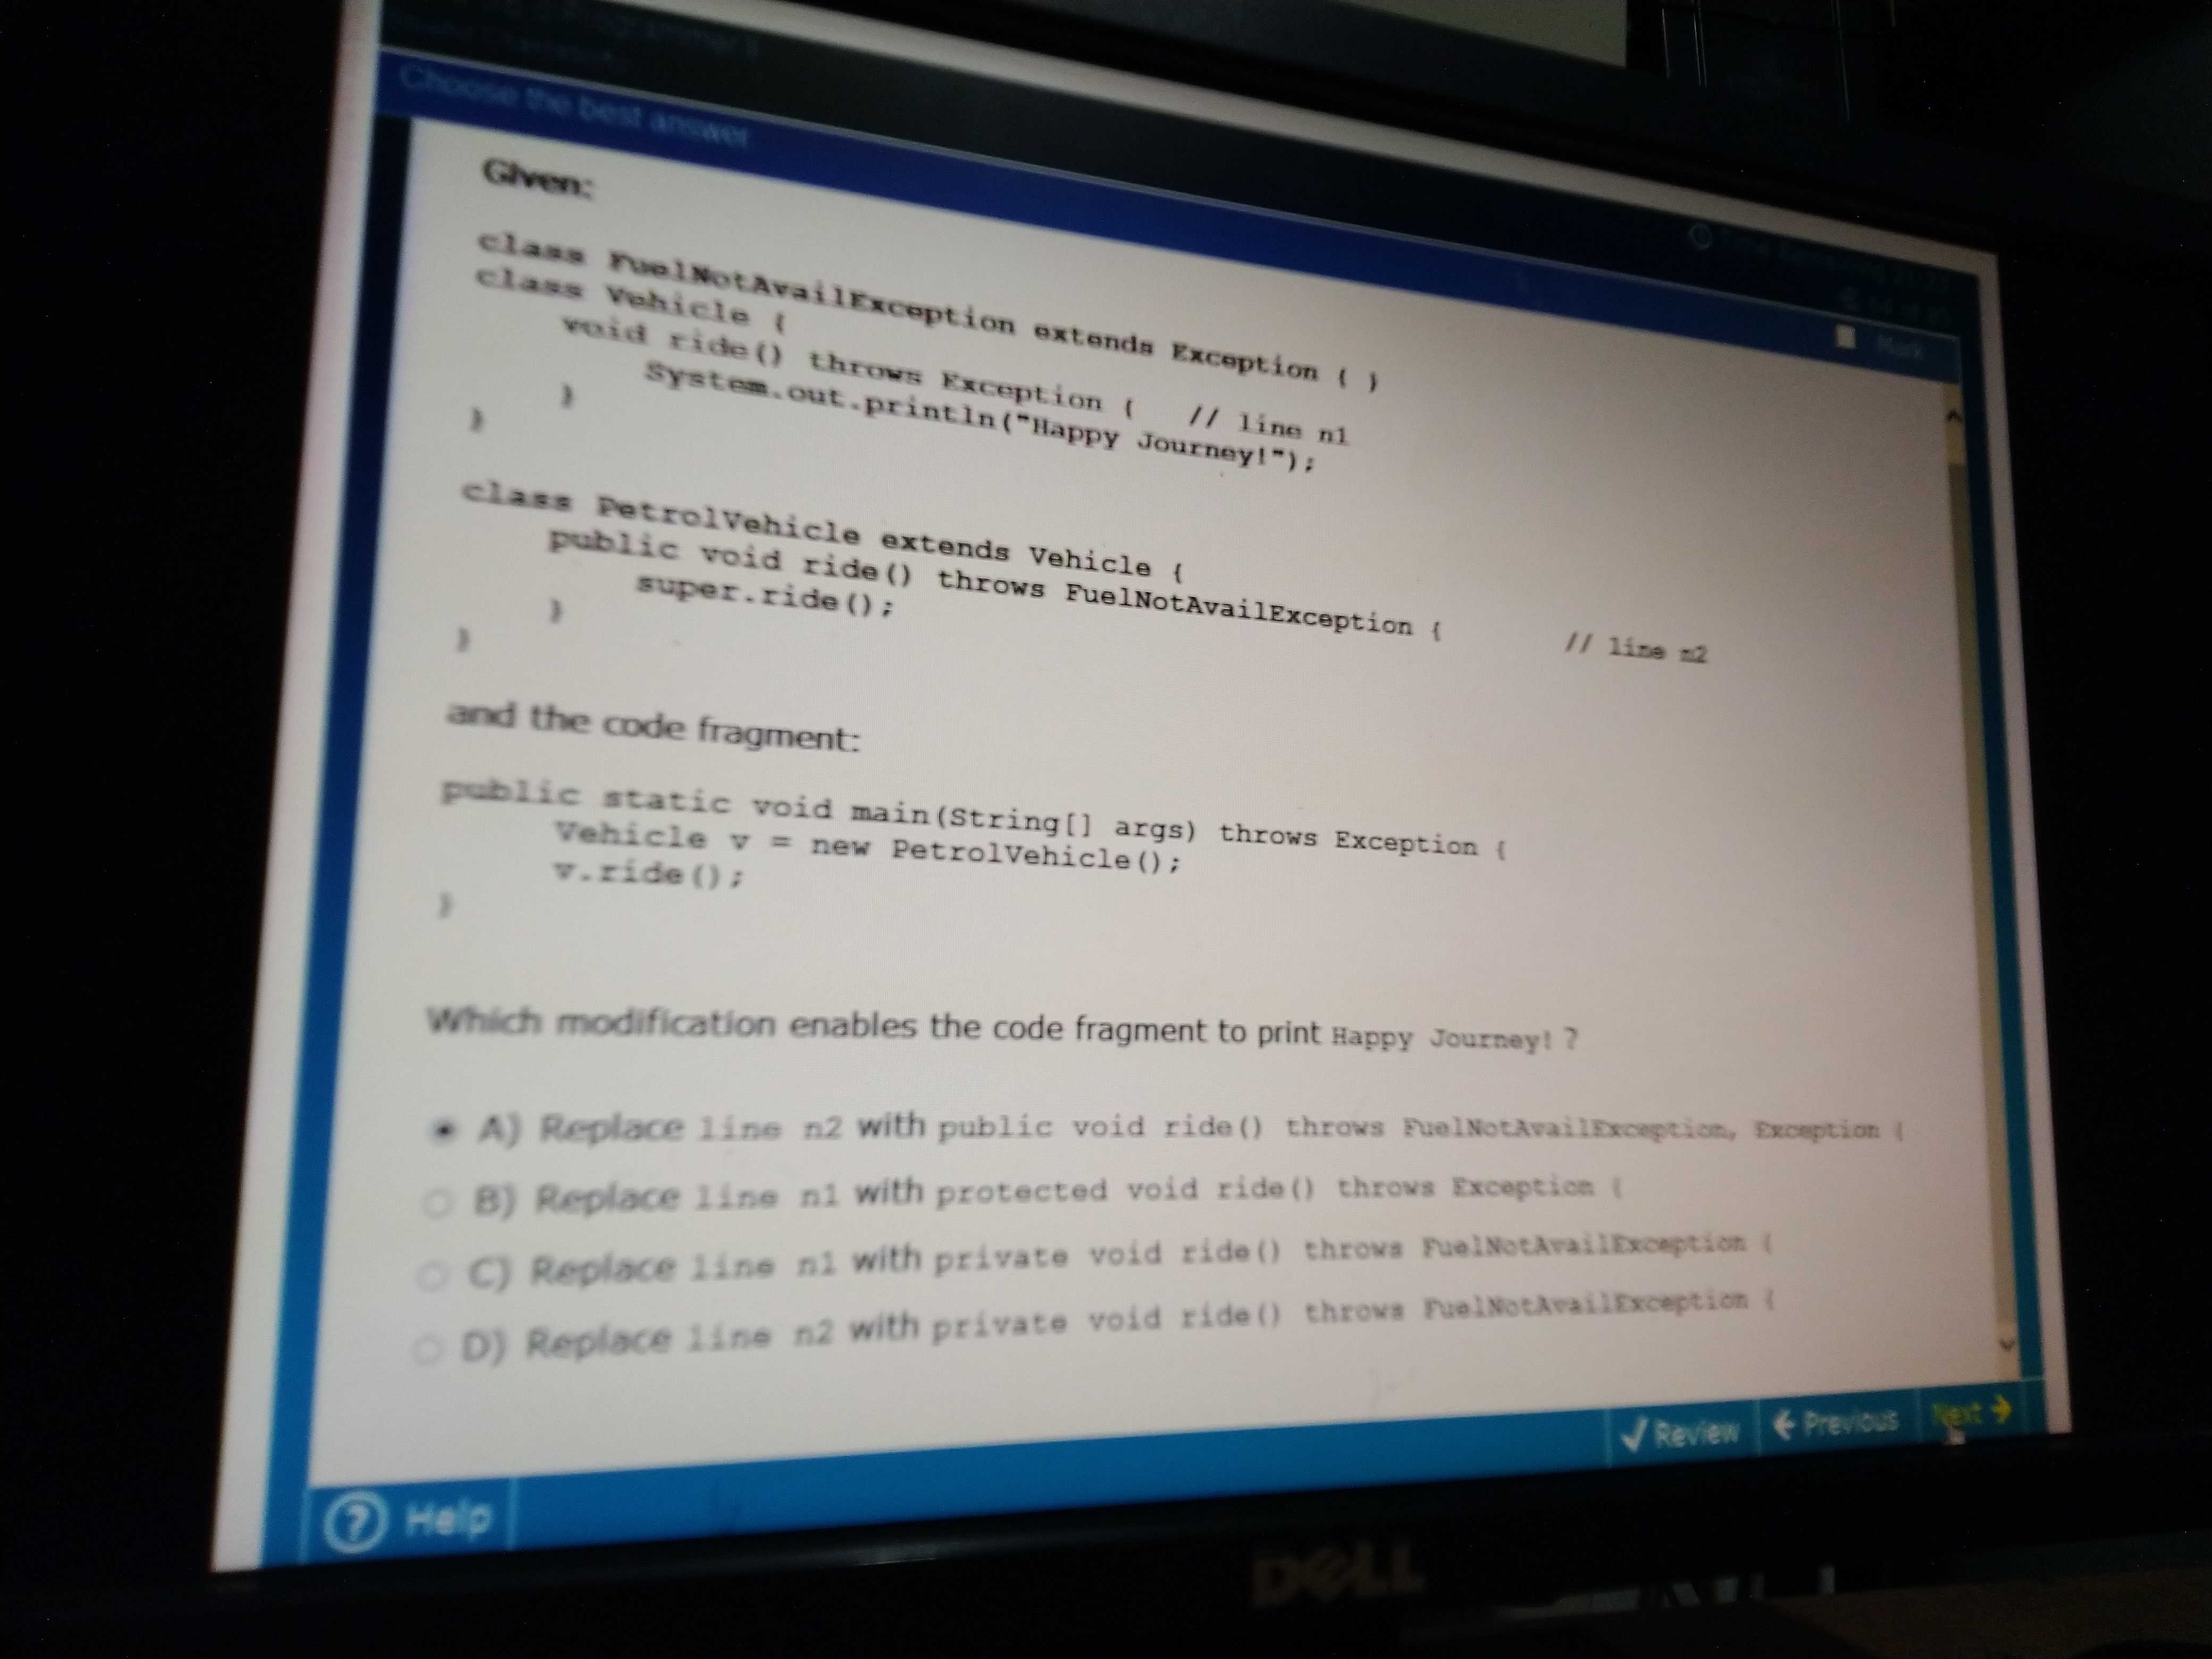 Programmer I
Choose the best answer
Time Remaining
Mark
Given:
class FuelNotAvailException extends Exception { }
class Vehicle {
void ride() throws Exception { // line n1
System.out.println("Happy Journey!");
}
}
class PetrolVehicle extends Vehicle {
public void ride() throws FuelNotAvailException { // line n2
super.ride();
}
}
and the code fragment:
public static void main(String[] args) throws Exception {
Vehicle v = new PetrolVehicle();
v.ride();
}
Which modification enables the code fragment to print Happy Journey! ?
A) Replace line n2 with public void ride() throws FuelNotAvailException, Exception {
B) Replace line n1 with protected void ride() throws Exception {
C) Replace line n1 with private void ride() throws FuelNotAvailException {
D) Replace line n2 with private void ride() throws FuelNotAvailException {
Review Previous Next
? Help
DELL